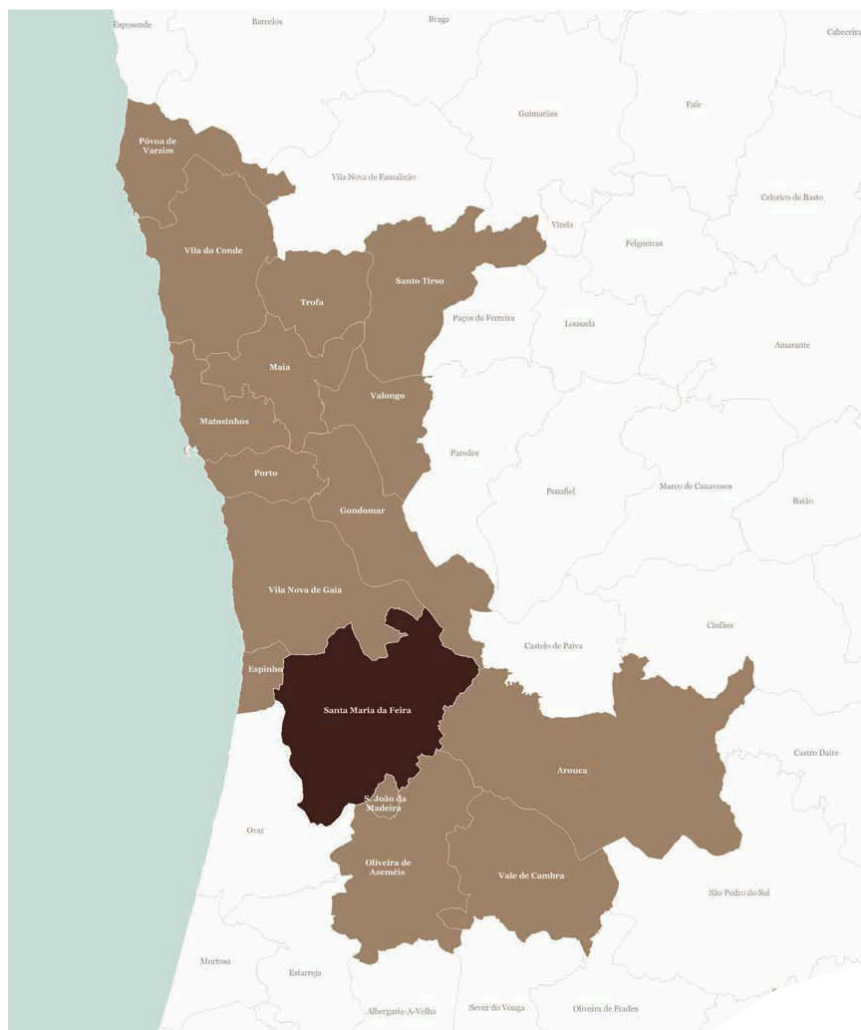 Esposende
Barcelos
Braga
Cabeceira
Guimarães
Fafe
Póvoa de
Varzim
Vila Nova de Famalicão
Celorico de Basto
Vizela
Felgueiras
Vila do Conde
Santo Tirso
Trofa
Paços de Ferreira
Lousada
Amarante
Maia
Valongo
Matosinhos
Paredes
Porto
Penafiel
Marco de Canaveses
Baião
Gondomar
Vila Nova de Gaia
Cinfães
Castelo de Paiva
Espinho
Santa Maria da Feira
Castro Daire
Arouca
S. João da
Madeira
Ovar
Oliveira de
Azeméis
Vale de Cambra
São Pedro do Sul
Murtosa
Estarreja
Albergaria-A-Velha
Sever do Vouga
Oliveira de Frades